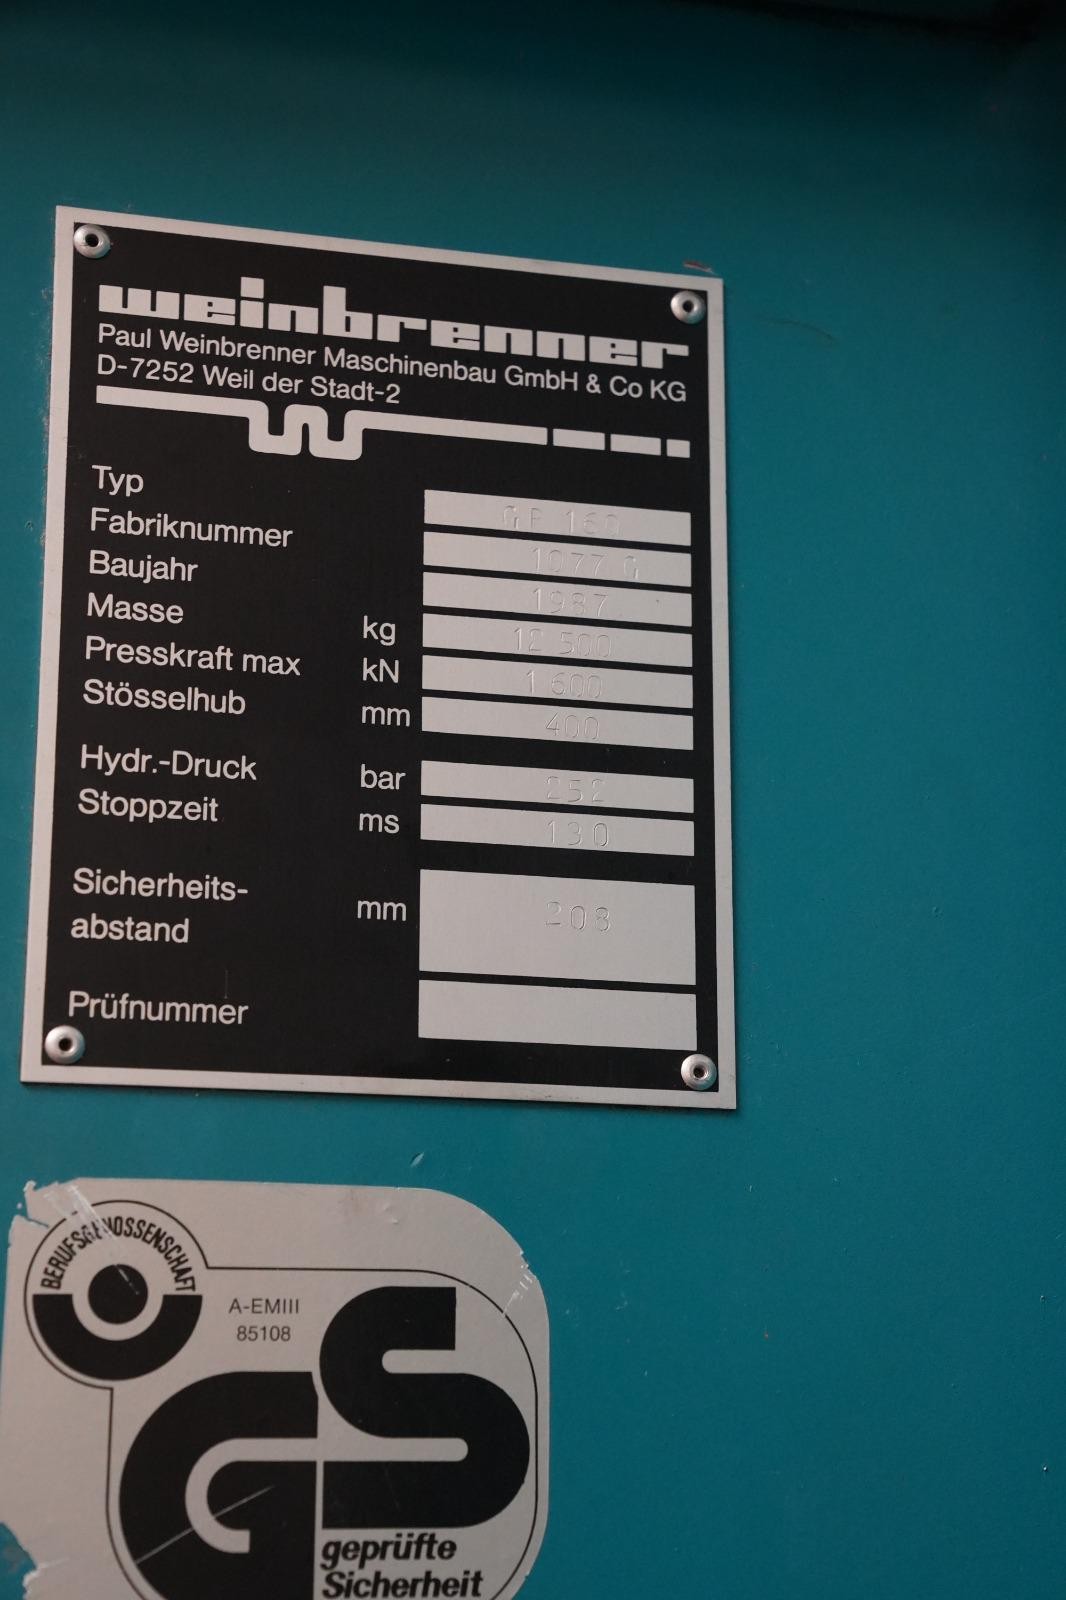 weinbrenner
Paul Weinbrenner Maschinenbau GmbH & Co KG
D-7252 Weil der Stadt-2
Typ GP 160
Fabriknummer 1077 G
Baujahr 1987
Masse kg 12 500
Presskraft max kN 1 600
Stösselhub mm 400
Hydr.-Druck bar 252
Stoppzeit ms 130
Sicherheits-
abstand mm 208
Prüfnummer
BERUFSGENOSSENSCHAFT
A-EMIII
85108
GS
geprüfte
Sicherheit